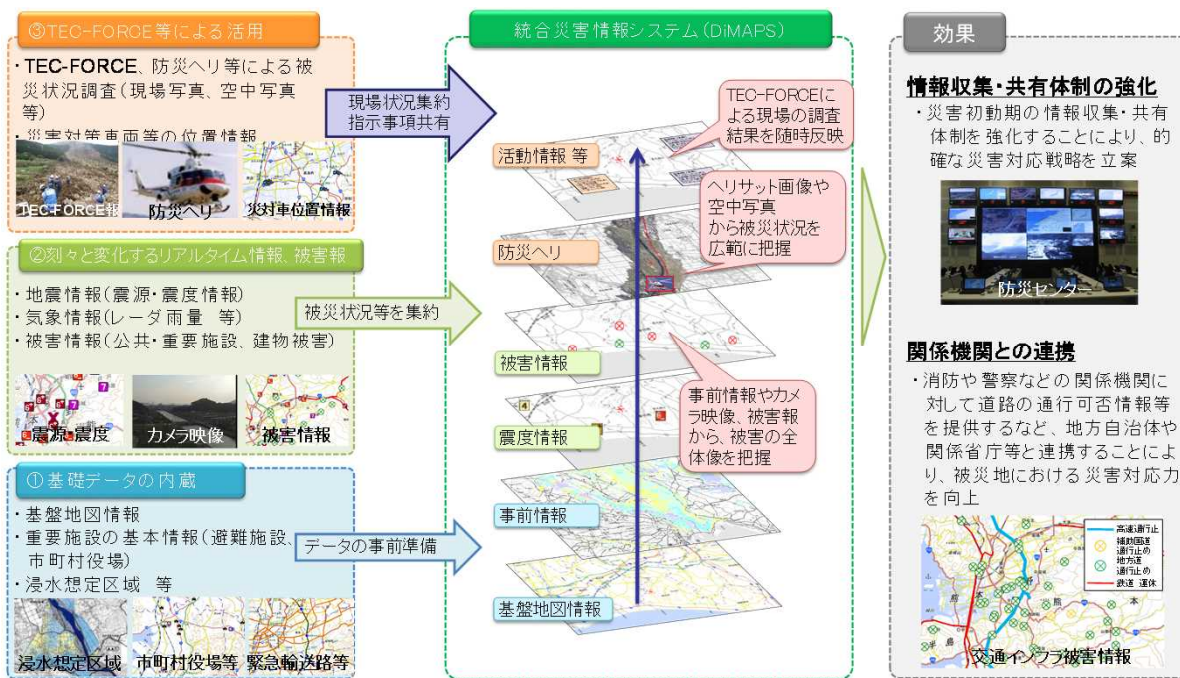 ③TEC-FORCE等による活用
・TEC-FORCE、防災ヘリ等による被
災状況調査(現場写真、空中写真
等)
・災害対策車両等の位置情報
TEC-FORCE報
防災ヘリ
災対車位置情報
②刻々と変化するリアルタイム情報、被害報
・地震情報(震源・震度情報)
・気象情報(レーダ雨量 等)
・被害情報(公共・重要施設、建物被害)
震源・震度
カメラ映像
被害情報
①基礎データの内蔵
・基盤地図情報
・重要施設の基本情報(避難施設、
市町村役場)
・浸水想定区域 等
浸水想定区域
市町村役場等
緊急輸送路等
現場状況集約
指示事項共有
被災状況等を集約
データの事前準備
統合災害情報システム(DiMAPS)
TEC-FORCEに
よる現場の調査
結果を随時反映
活動情報 等
ヘリサット画像や
空中写真
から被災状況を
広範に把握
防災ヘリ
被害情報
事前情報やカメ
ラ映像、被害報
から、被害の全
体像を把握
震度情報
事前情報
基盤地図情報
効果
情報収集・共有体制の強化
・災害初動期の情報収集・共有
体制を強化することにより、的
確な災害対応戦略を立案
防災センター
関係機関との連携
・消防や警察などの関係機関に
対して道路の通行可否情報等
を提供するなど、地方自治体や
関係省庁等と連携することによ
り、被災地における災害対応力
を向上
高速通行止
補助国道
通行止め
地方道
通行止め
鉄道 運休
交通インフラ被害情報